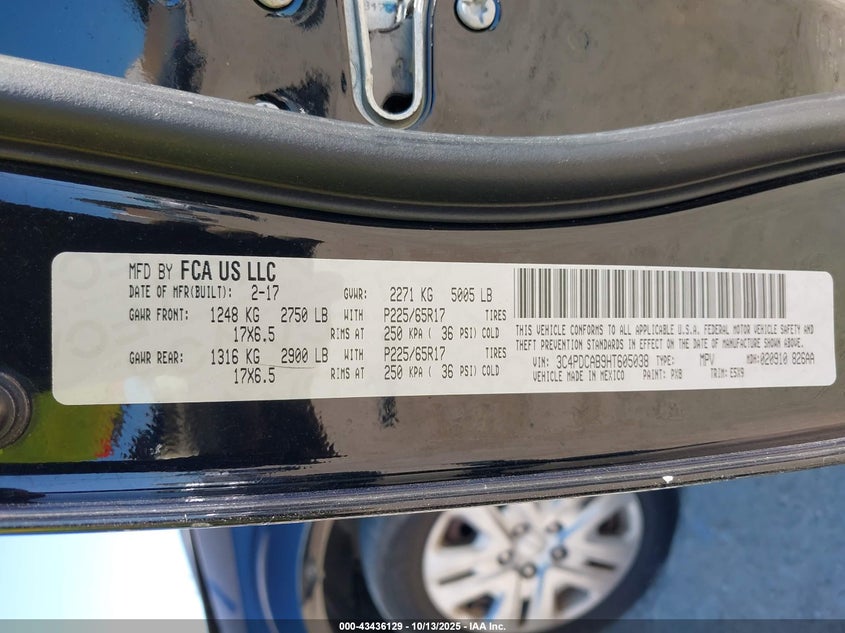 MFD BY FCA US LLC
DATE OF MFR(BUILT): 2-17 GVWR: 2271 KG 5005 LB
GAWR FRONT: 1248 KG 2750 LB WITH P225/65R17 TIRES
17X6.5 RIMS AT 250 KPA ( 36 PSI) COLD
GAWR REAR: 1316 KG 2900 LB WITH P225/65R17 TIRES
17X6.5 RIMS AT 250 KPA ( 36 PSI) COLD
THIS VEHICLE CONFORMS TO ALL APPLICABLE U.S.A. FEDERAL MOTOR VEHICLE SAFETY AND
THEFT PREVENTION STANDARDS IN EFFECT ON THE DATE OF MANUFACTURE SHOWN ABOVE.
VIN: 3C4PDCAB9HT605038 TYPE: MPV MDH:020910 826AA
VEHICLE MADE IN MEXICO PAINT: PX8 TRIM: E5X9
000-43436129 - 10/13/2025 - IAA Inc.